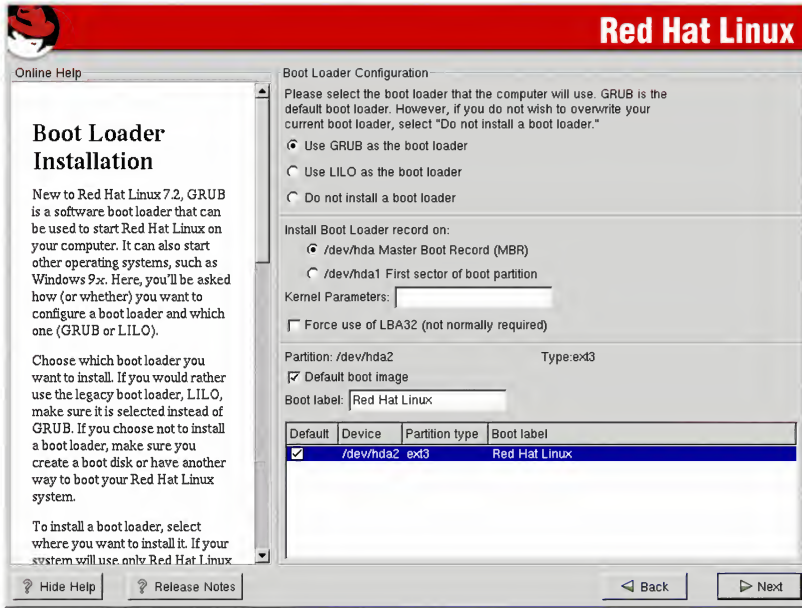 Red Hat Linux
Online Help
Boot Loader
Installation
New to Red Hat Linux 7.2, GRUB
is a software boot loader that can
be used to start Red Hat Linux on
your computer. It can also start
other operating systems, such as
Windows 9x. Here, you'll be asked
how (or whether) you want to
configure a boot loader and which
one (GRUB or LILO).
Choose which boot loader you
want to install. If you would rather
use the legacy boot loader, LILO,
make sure it is selected instead of
GRUB. If you choose not to install
a boot loader, make sure you
create a boot disk or have another
way to boot your Red Hat Linux
system.
To install a boot loader, select
where you want to install it. If your
system will use only Red Hat Linux
Boot Loader Configuration
Please select the boot loader that the computer will use. GRUB is the
default boot loader. However, if you do not wish to overwrite your
current boot loader, select "Do not install a boot loader."
Use GRUB as the boot loader
Use LILO as the boot loader
Do not install a boot loader
Install Boot Loader record on:
/dev/hda Master Boot Record (MBR)
/dev/hda1 First sector of boot partition
Kernel Parameters:
Force use of LBA32 (not normally required)
Partition: /dev/hda2 Type:ext3
Default boot image
Boot label: Red Hat Linux
Default Device Partition type Boot label
/dev/hda2 ext3 Red Hat Linux
? Hide Help ? Release Notes Back Next